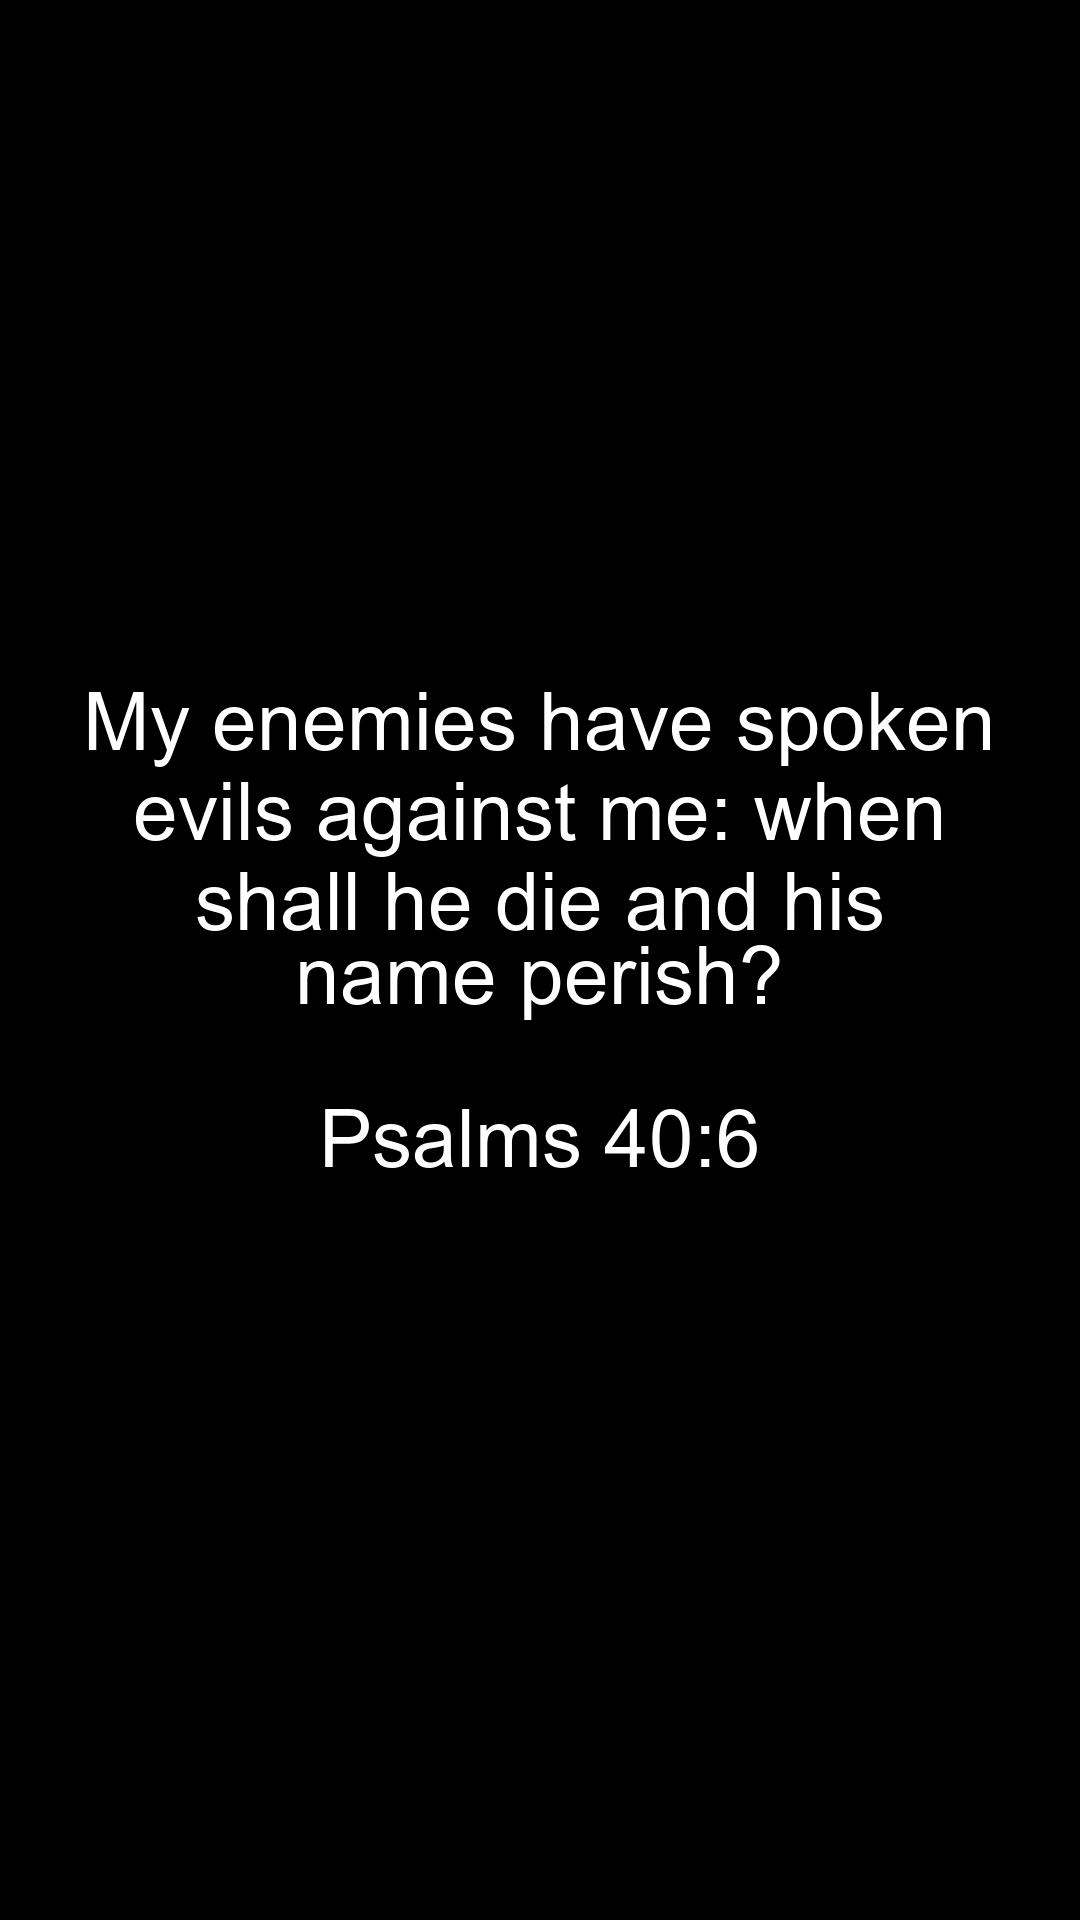 My enemies have spoken
evils against me: when
shall he die and his
name perish?
Psalms 40:6